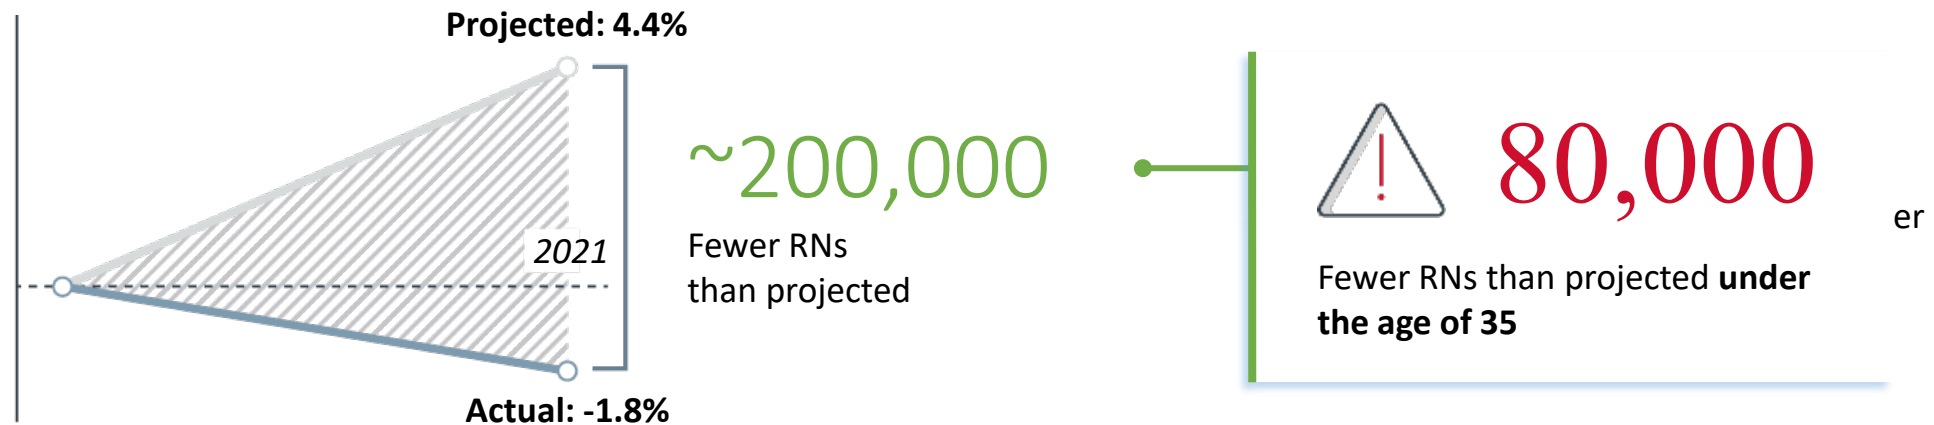 Projected: 4.4%
2021
Actual: -1.8%
~200,000
Fewer RNs
than projected
80,000
Fewer RNs than projected under
the age of 35
er